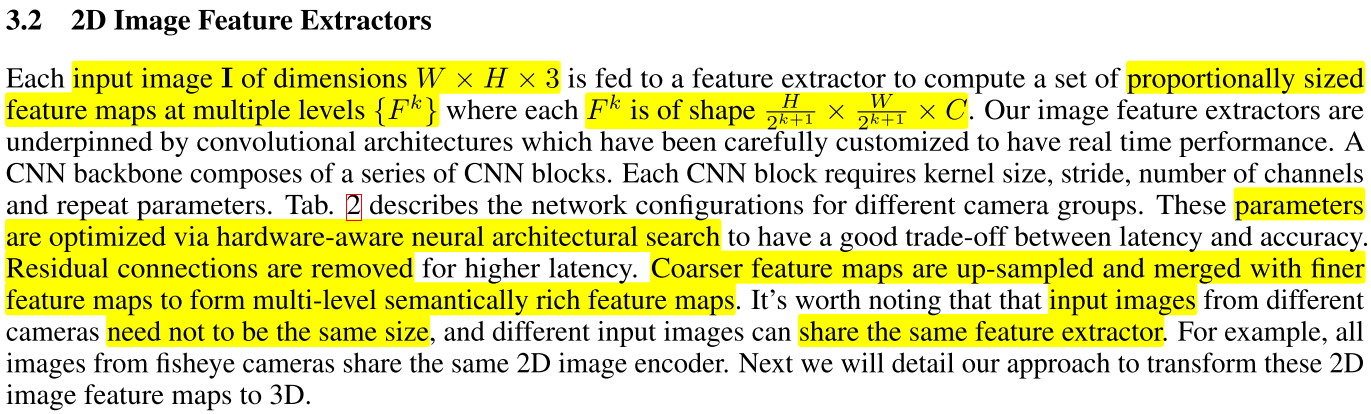 3.2 2D Image Feature Extractors
Each input image I of dimensions W × H × 3 is fed to a feature extractor to compute a set of proportionally sized
feature maps at multiple levels {F^k} where each F^k is of shape H/2^{k+1} × W/2^{k+1} × C. Our image feature extractors are
underpinned by convolutional architectures which have been carefully customized to have real time performance. A
CNN backbone composes of a series of CNN blocks. Each CNN block requires kernel size, stride, number of channels
and repeat parameters. Tab. 2 describes the network configurations for different camera groups. These parameters
are optimized via hardware-aware neural architectural search to have a good trade-off between latency and accuracy.
Residual connections are removed for higher latency. Coarser feature maps are up-sampled and merged with finer
feature maps to form multi-level semantically rich feature maps. It's worth noting that that input images from different
cameras need not to be the same size, and different input images can share the same feature extractor. For example, all
images from fisheye cameras share the same 2D image encoder. Next we will detail our approach to transform these 2D
image feature maps to 3D.